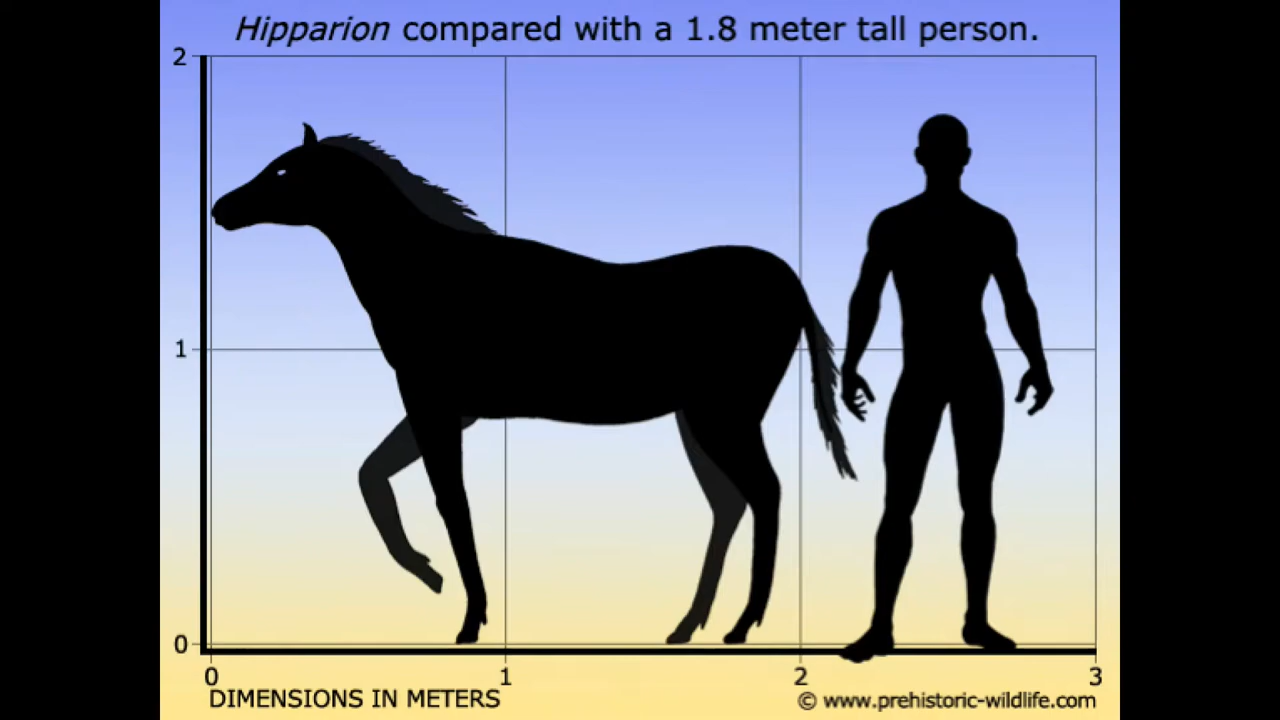 Hipparion compared with a 1.8 meter tall person.
2
1
0
0 1 2 3
DIMENSIONS IN METERS © www.prehistoric-wildlife.com